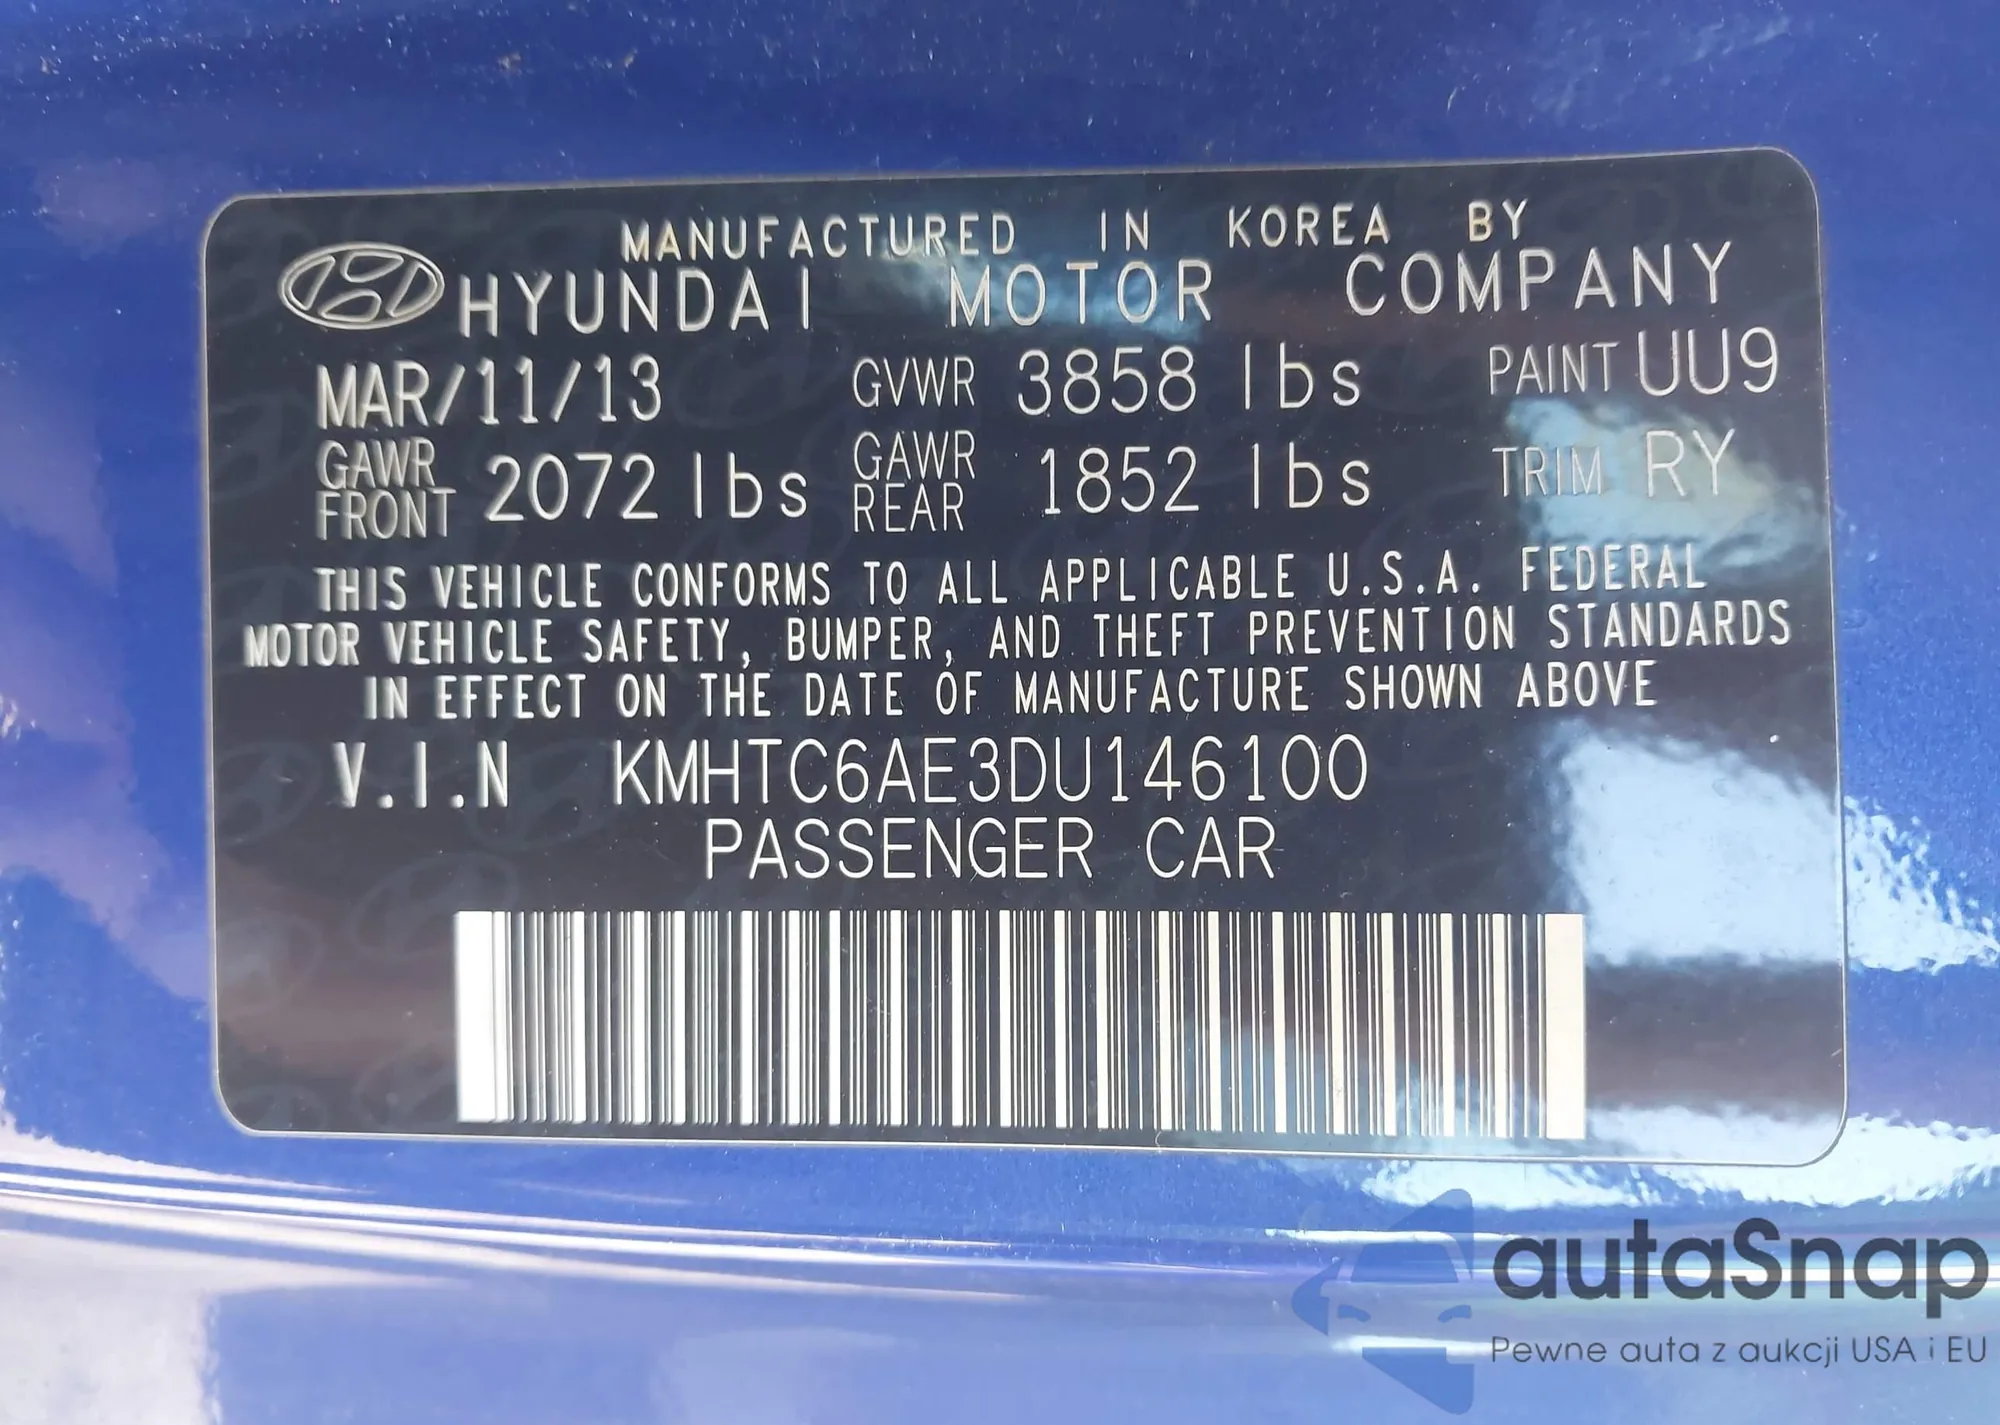 MANUFACTURED IN KOREA BY
HYUNDAI MOTOR COMPANY
MAR/11/13 GVWR 3858 lbs PAINT UU9
GAWR FRONT 2072 lbs GAWR REAR 1852 lbs TRIM RY
THIS VEHICLE CONFORMS TO ALL APPLICABLE U.S.A. FEDERAL
MOTOR VEHICLE SAFETY, BUMPER, AND THEFT PREVENTION STANDARDS
IN EFFECT ON THE DATE OF MANUFACTURE SHOWN ABOVE
V.I.N KMHTC6AE3DU146100
PASSENGER CAR
autaSnap
Pewne auta z aukcji USA i EU